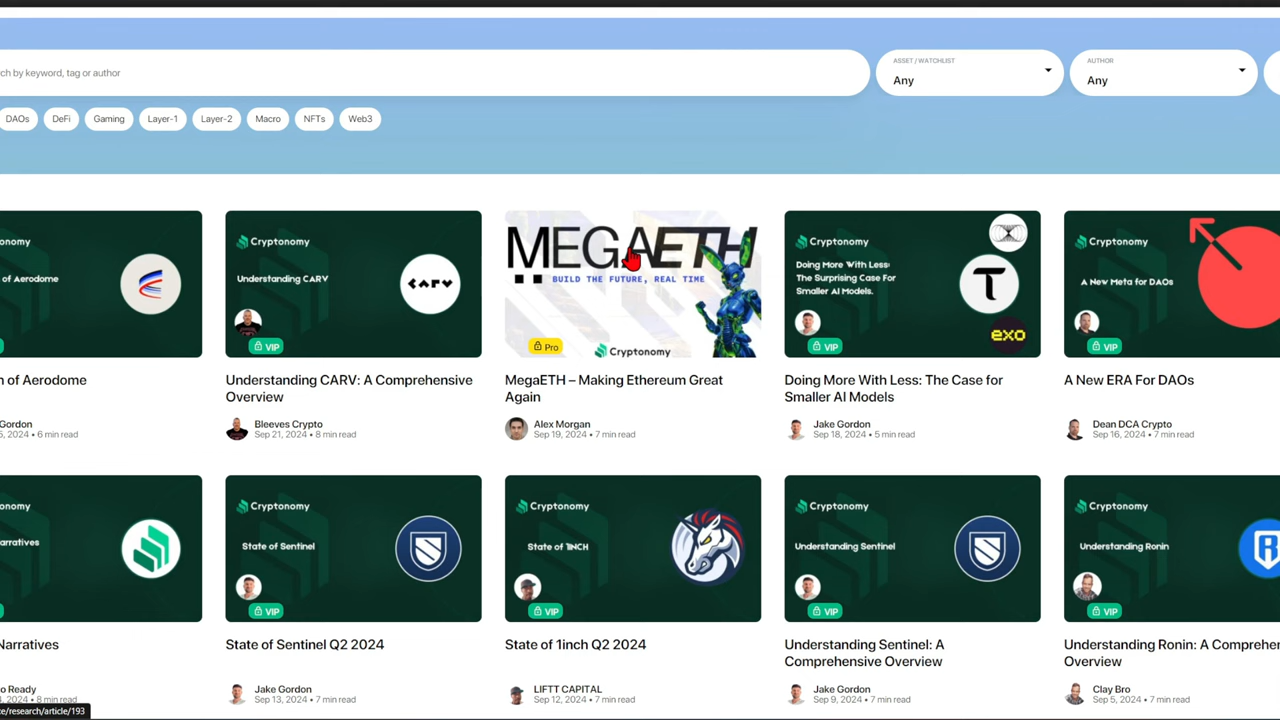 ASSET / WATCHLIST
AUTHOR
ch by keyword, tag or author
Any
Any
DAOs
DeFi
Gaming
Layer-1
Layer-2
Macro
NFTs
Web3
onomy
of Aerodome
Cryptonomy
Understanding CARV
CARV
VIP
MEGAETH
BUILD THE FUTURE, REAL TIME
Pro
Cryptonomy
Cryptonomy
Doing More With Less:
The Surprising Case For
Smaller AI Models.
T
exo
VIP
Cryptonomy
A New Meta for DAOs
VIP
n of Aerodome
Gordon
5, 2024 • 6 min read
Understanding CARV: A Comprehensive
Overview
Bleeves Crypto
Sep 21, 2024 • 8 min read
MegaETH – Making Ethereum Great
Again
Alex Morgan
Sep 19, 2024 • 7 min read
Doing More With Less: The Case for
Smaller AI Models
Jake Gordon
Sep 18, 2024 • 5 min read
A New ERA For DAOs
Dean DCA Crypto
Sep 16, 2024 • 7 min read
onomy
arratives
Cryptonomy
State of Sentinel
VIP
Cryptonomy
State of 1INCH
VIP
Cryptonomy
Understanding Sentinel
VIP
Cryptonomy
Understanding Ronin
VIP
Narratives
o Ready
, 2024 • 8 min read
State of Sentinel Q2 2024
Jake Gordon
Sep 13, 2024 • 7 min read
State of 1inch Q2 2024
LIFTT CAPITAL
Sep 12, 2024 • 7 min read
Understanding Sentinel: A
Comprehensive Overview
Jake Gordon
Sep 9, 2024 • 7 min read
Understanding Ronin: A Comprehen
Overview
Clay Bro
Sep 5, 2024 • 7 min read
e/research/article/193